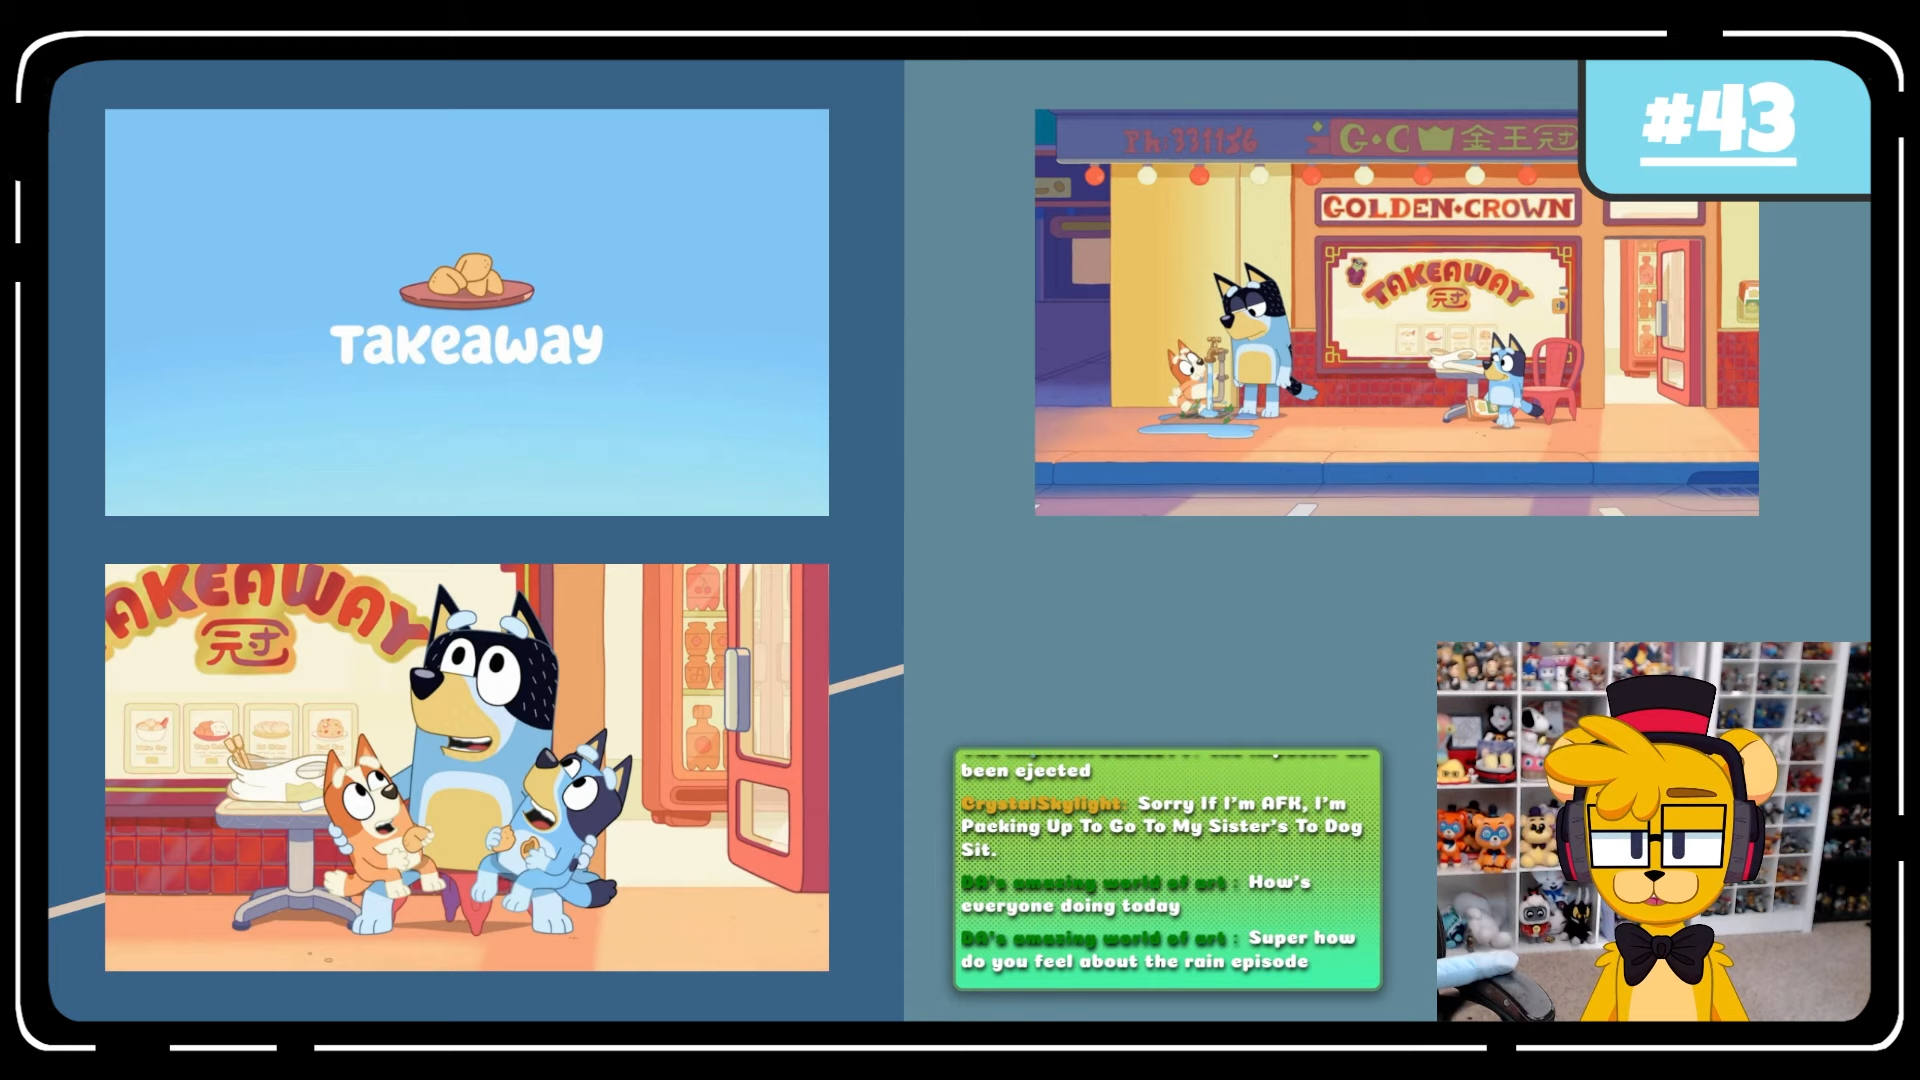 #43
Takeaway
Ph:331156
G·C 金王冠
GOLDEN·CROWN
TAKEAWAY
冠
TAKEAWAY
冠
been ejected
CrystalSkylight: Sorry If I'm AFK, I'm
Packing Up To Go To My Sister's To Dog
Sit.
DA's amazing world of art : How's
everyone doing today
DA's amazing world of art : Super how
do you feel about the rain episode